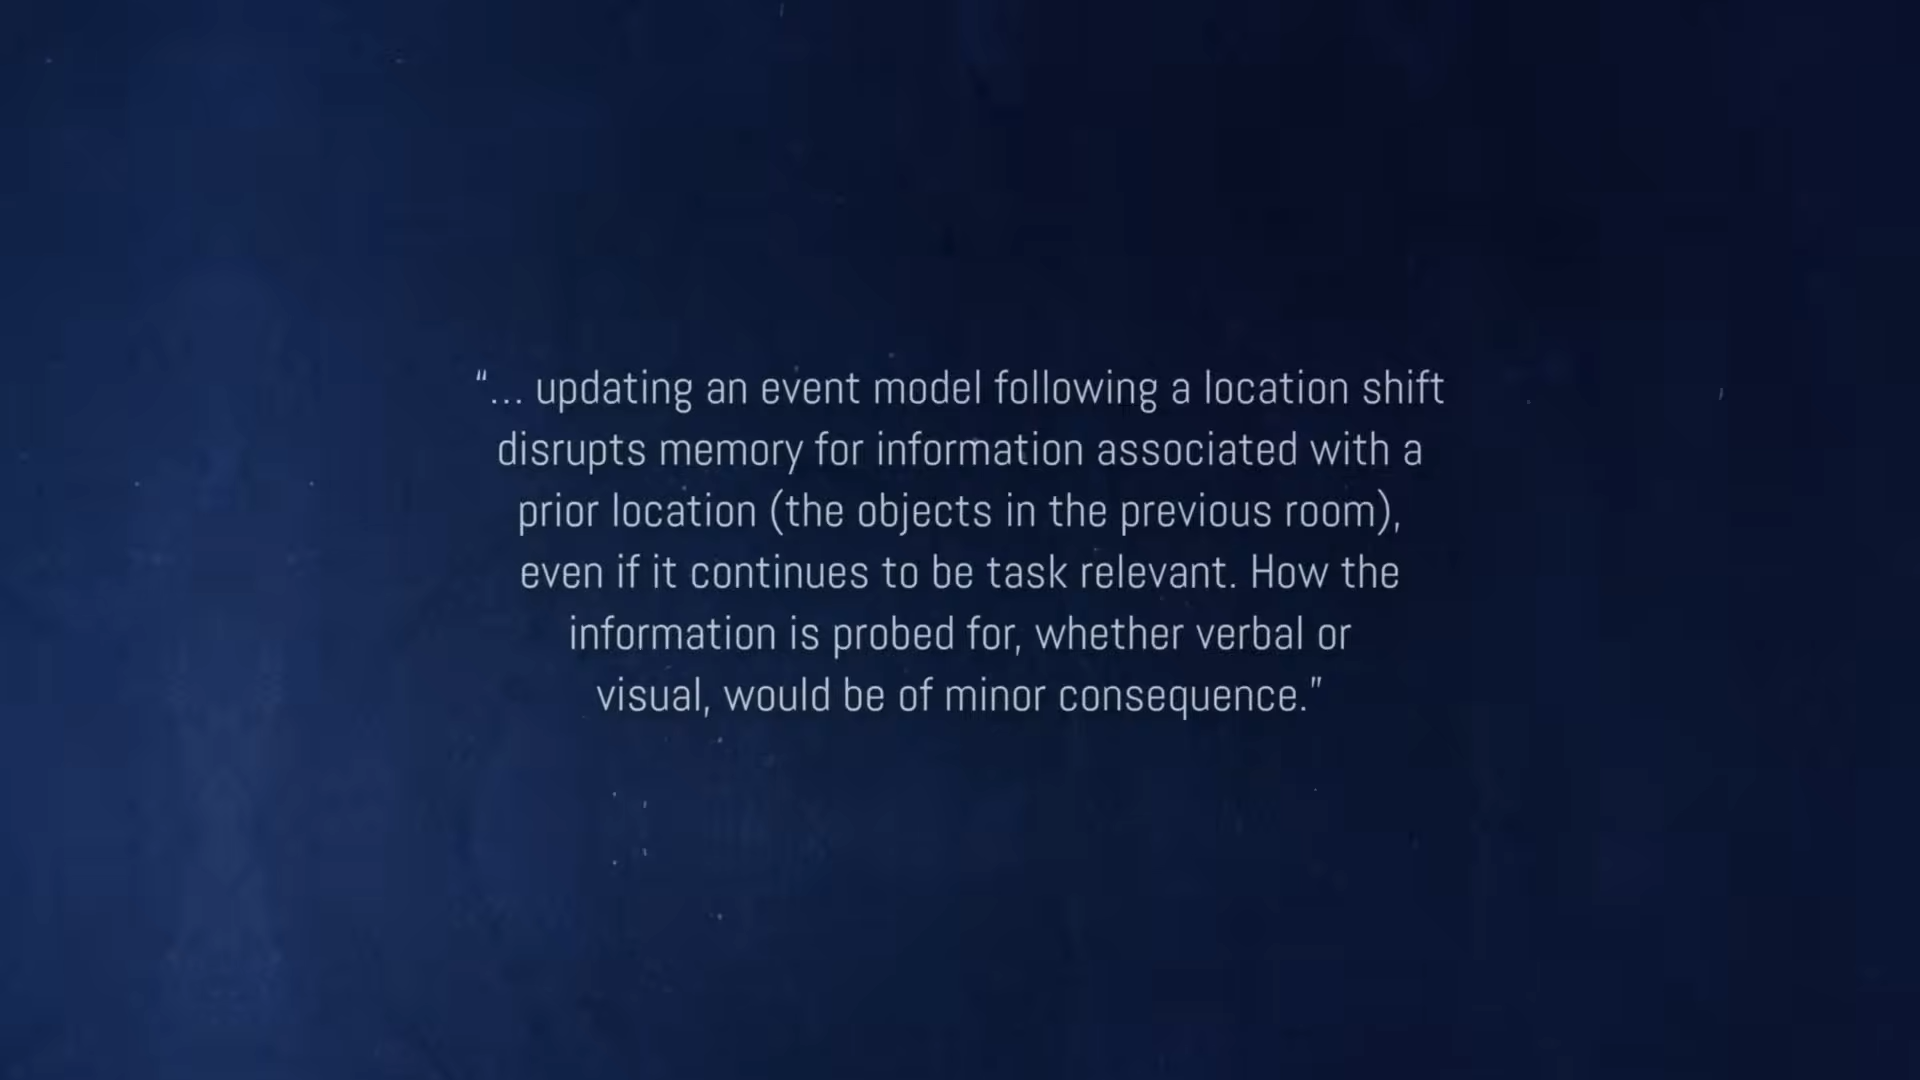 “... updating an event model following a location shift
disrupts memory for information associated with a
prior location (the objects in the previous room),
even if it continues to be task relevant. How the
information is probed for, whether verbal or
visual, would be of minor consequence.”